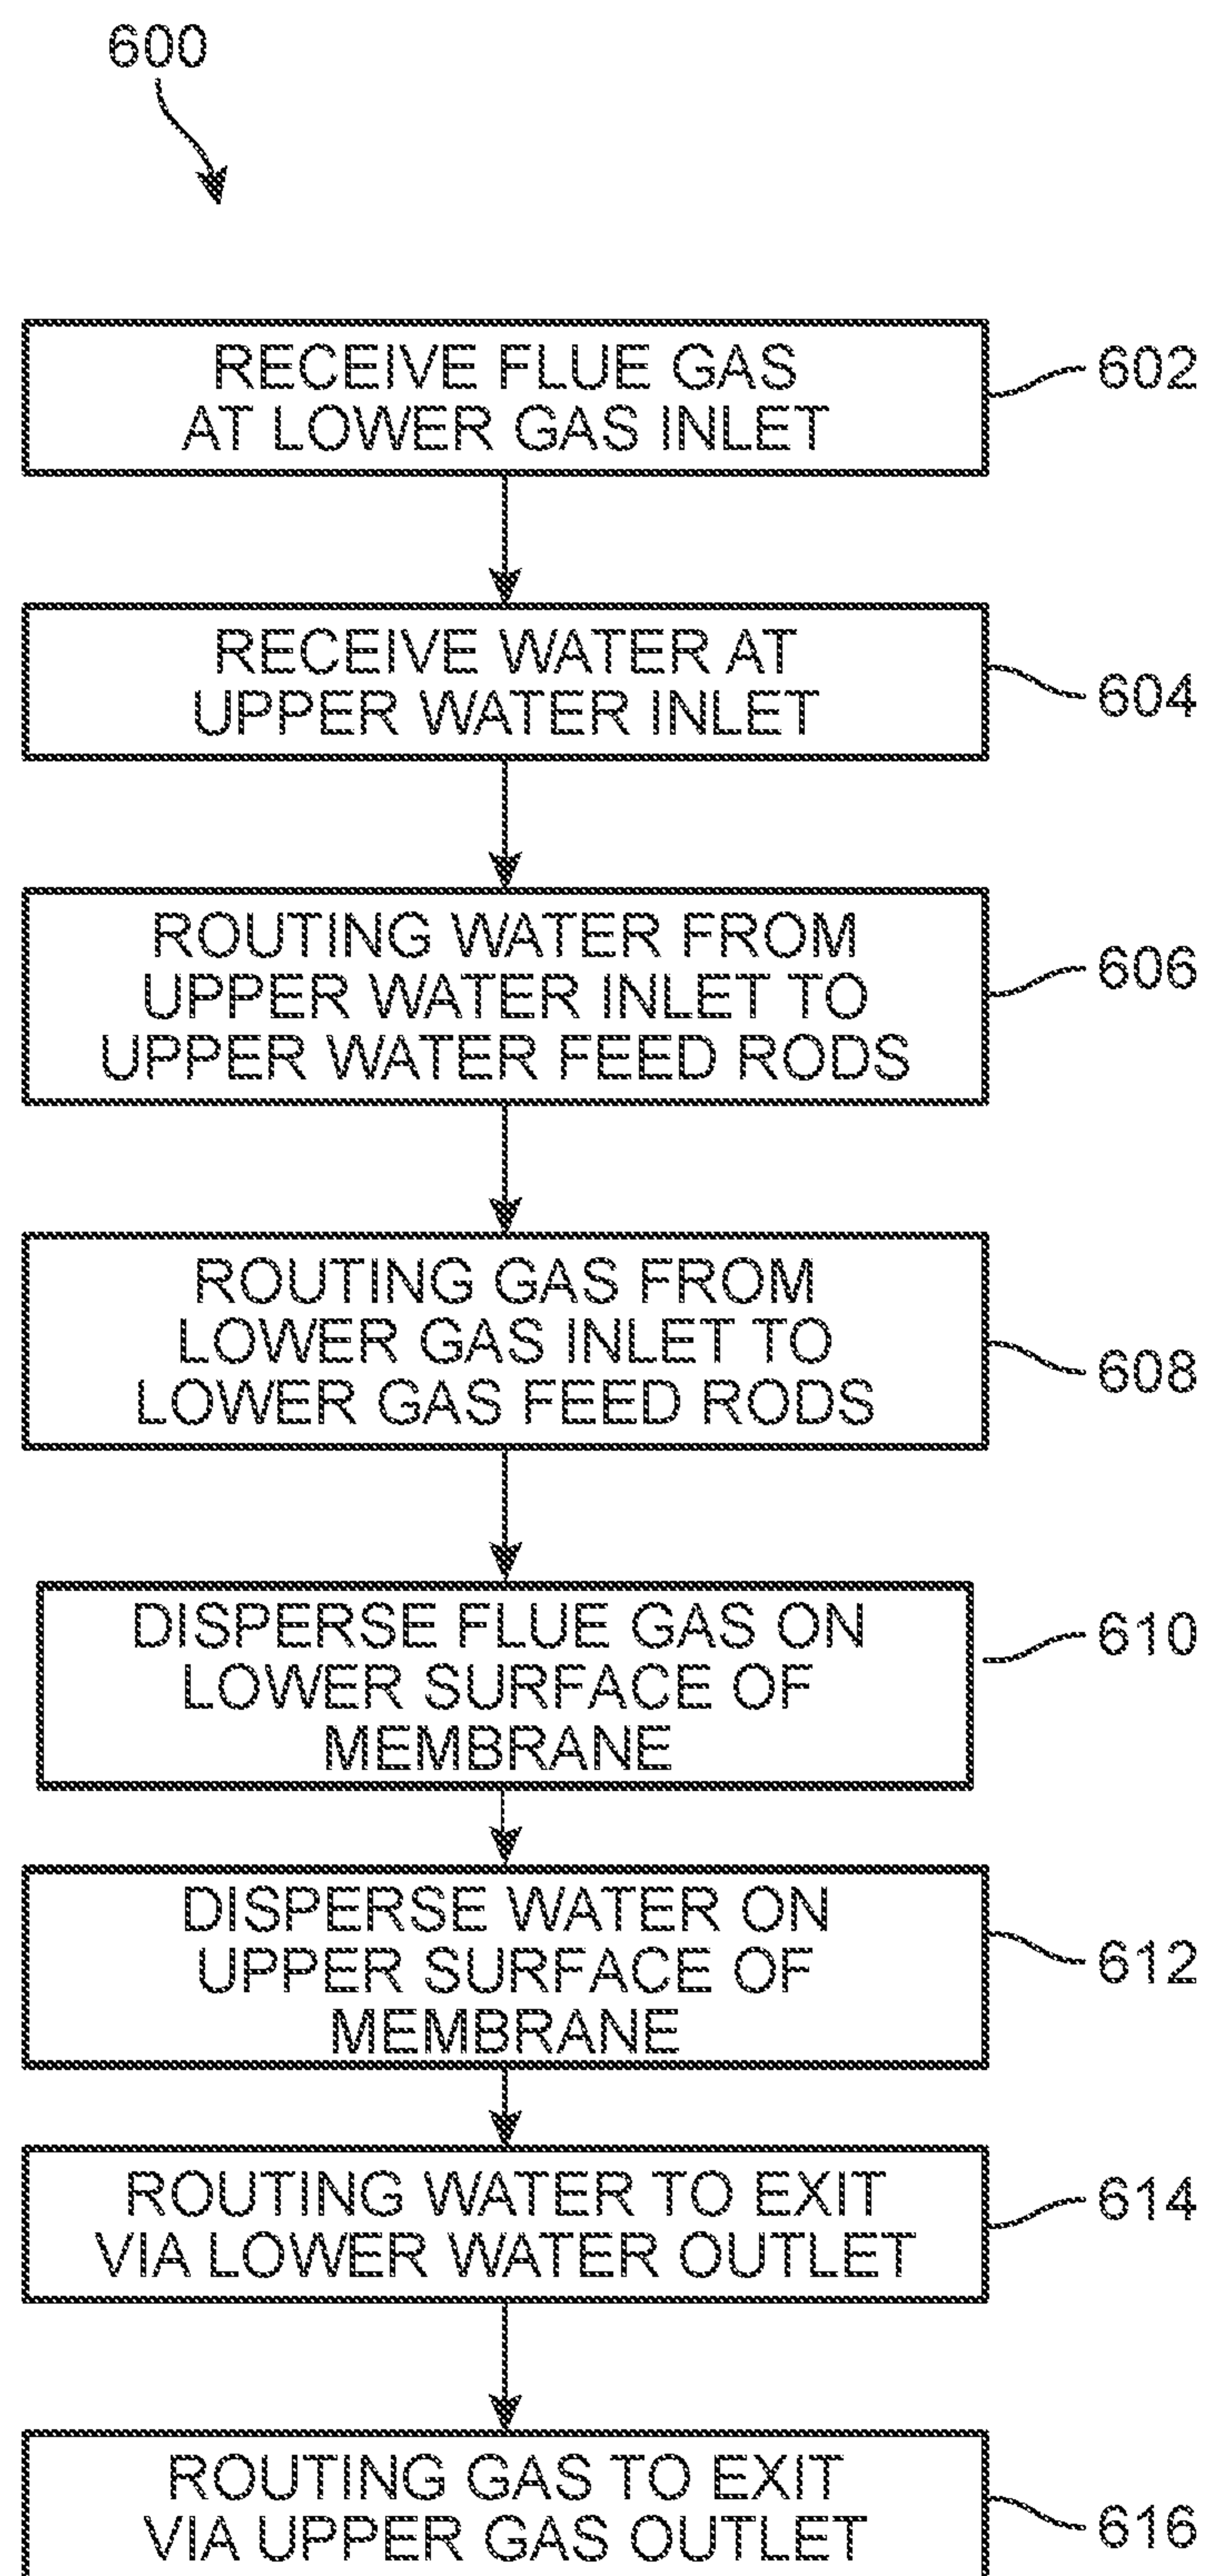 600
RECEIVE FLUE GAS
AT LOWER GAS INLET
602
RECEIVE WATER AT
UPPER WATER INLET
604
ROUTING WATER FROM
UPPER WATER INLET TO
UPPER WATER FEED RODS
606
ROUTING GAS FROM
LOWER GAS INLET TO
LOWER GAS FEED RODS
608
DISPERSE FLUE GAS ON
LOWER SURFACE OF
MEMBRANE
610
DISPERSE WATER ON
UPPER SURFACE OF
MEMBRANE
612
ROUTING WATER TO EXIT
VIA LOWER WATER OUTLET
614
ROUTING GAS TO EXIT
VIA UPPER GAS OUTLET
616